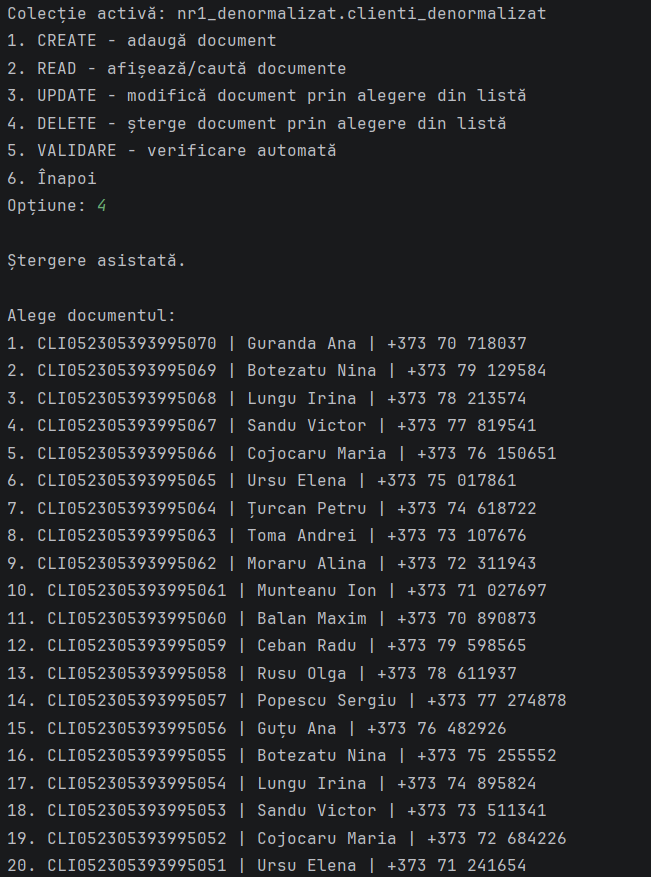 Colecție activă: nr1_denormalizat.clienti_denormalizat
1. CREATE - adaugă document
2. READ - afișează/caută documente
3. UPDATE - modifică document prin alegere din listă
4. DELETE - șterge document prin alegere din listă
5. VALIDARE - verificare automată
6. Înapoi
Opțiune: 4
Ștergere asistată.
Alege documentul:
1. CLI052305393995070 | Guranda Ana | +373 70 718037
2. CLI052305393995069 | Botezatu Nina | +373 79 129584
3. CLI052305393995068 | Lungu Irina | +373 78 213574
4. CLI052305393995067 | Sandu Victor | +373 77 819541
5. CLI052305393995066 | Cojocaru Maria | +373 76 150651
6. CLI052305393995065 | Ursu Elena | +373 75 017861
7. CLI052305393995064 | Țurcan Petru | +373 74 618722
8. CLI052305393995063 | Toma Andrei | +373 73 107676
9. CLI052305393995062 | Moraru Alina | +373 72 311943
10. CLI052305393995061 | Munteanu Ion | +373 71 027697
11. CLI052305393995060 | Balan Maxim | +373 70 890873
12. CLI052305393995059 | Ceban Radu | +373 79 598565
13. CLI052305393995058 | Rusu Olga | +373 78 611937
14. CLI052305393995057 | Popescu Sergiu | +373 77 274878
15. CLI052305393995056 | Guțu Ana | +373 76 482926
16. CLI052305393995055 | Botezatu Nina | +373 75 255552
17. CLI052305393995054 | Lungu Irina | +373 74 895824
18. CLI052305393995053 | Sandu Victor | +373 73 511341
19. CLI052305393995052 | Cojocaru Maria | +373 72 684226
20. CLI052305393995051 | Ursu Elena | +373 71 241654